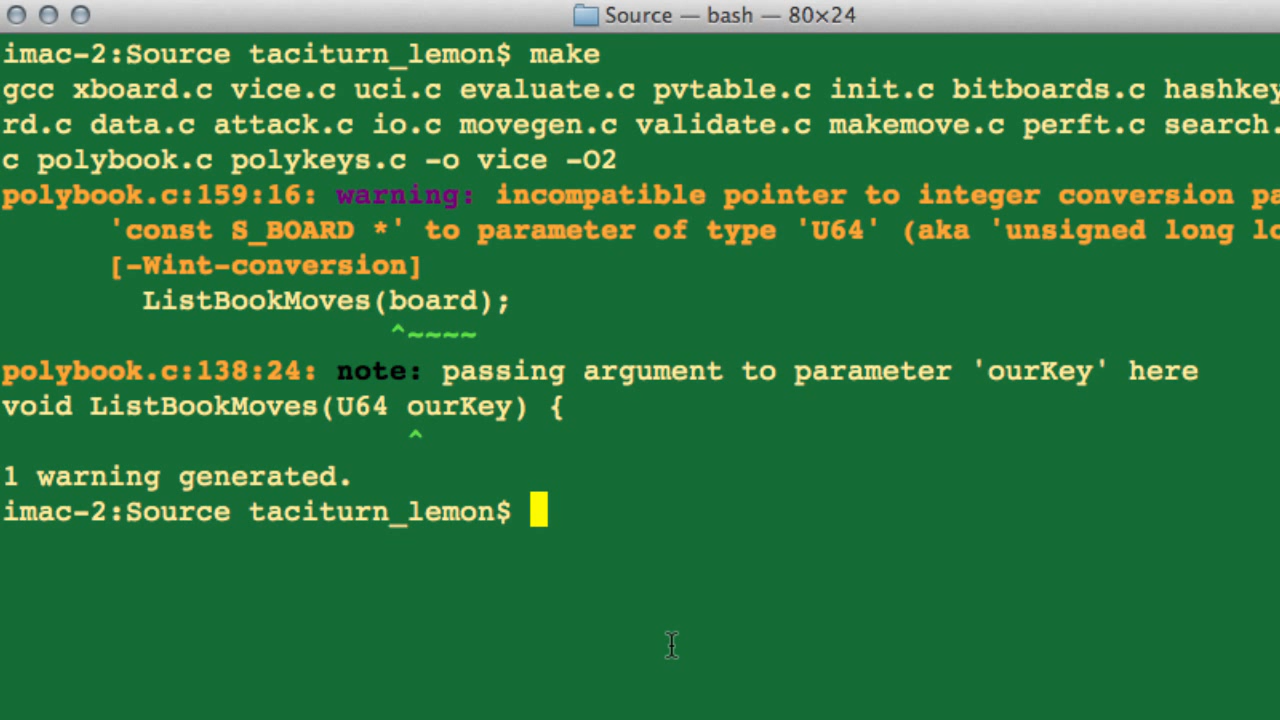 Source — bash — 80×24
imac-2:Source taciturn_lemon$ make
gcc xboard.c vice.c uci.c evaluate.c pvtable.c init.c bitboards.c hashkey
rd.c data.c attack.c io.c movegen.c validate.c makemove.c perft.c search.
c polybook.c polykeys.c -o vice -O2
polybook.c:159:16: warning: incompatible pointer to integer conversion pa
'const S_BOARD *' to parameter of type 'U64' (aka 'unsigned long lo
[-Wint-conversion]
ListBookMoves(board);
^~~~~
polybook.c:138:24: note: passing argument to parameter 'ourKey' here
void ListBookMoves(U64 ourKey) {
^
1 warning generated.
imac-2:Source taciturn_lemon$